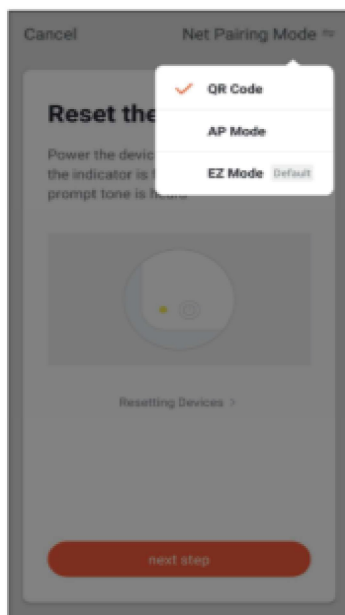 Cancel
Net Pairing Mode
QR Code
AP Mode
EZ Mode Default
Reset the
Power the devic
the indicator is
prompt tone is
Resetting Devices >
next step